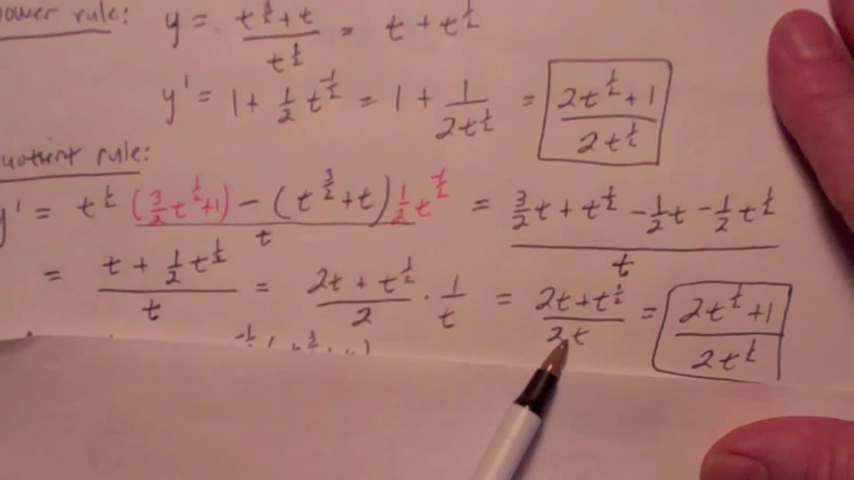 ower rule: y = (t^(3/2) + t)/t^(1/2) = t + t^(1/2)
y' = 1 + 1/2 t^(-1/2) = 1 + 1/(2t^(1/2)) = (2t^(1/2) + 1)/(2t^(1/2))
uotient rule:
y' = (t^(1/2) (3/2 t^(1/2) + 1) - (t^(3/2) + t) 1/2 t^(-1/2))/t = (3/2 t + t^(1/2) - 1/2 t - 1/2 t^(1/2))/t
= (t + 1/2 t^(1/2))/t = (2t + t^(1/2))/2 · 1/t = (2t + t^(1/2))/(2t) = (2t^(1/2) + 1)/(2t^(1/2))